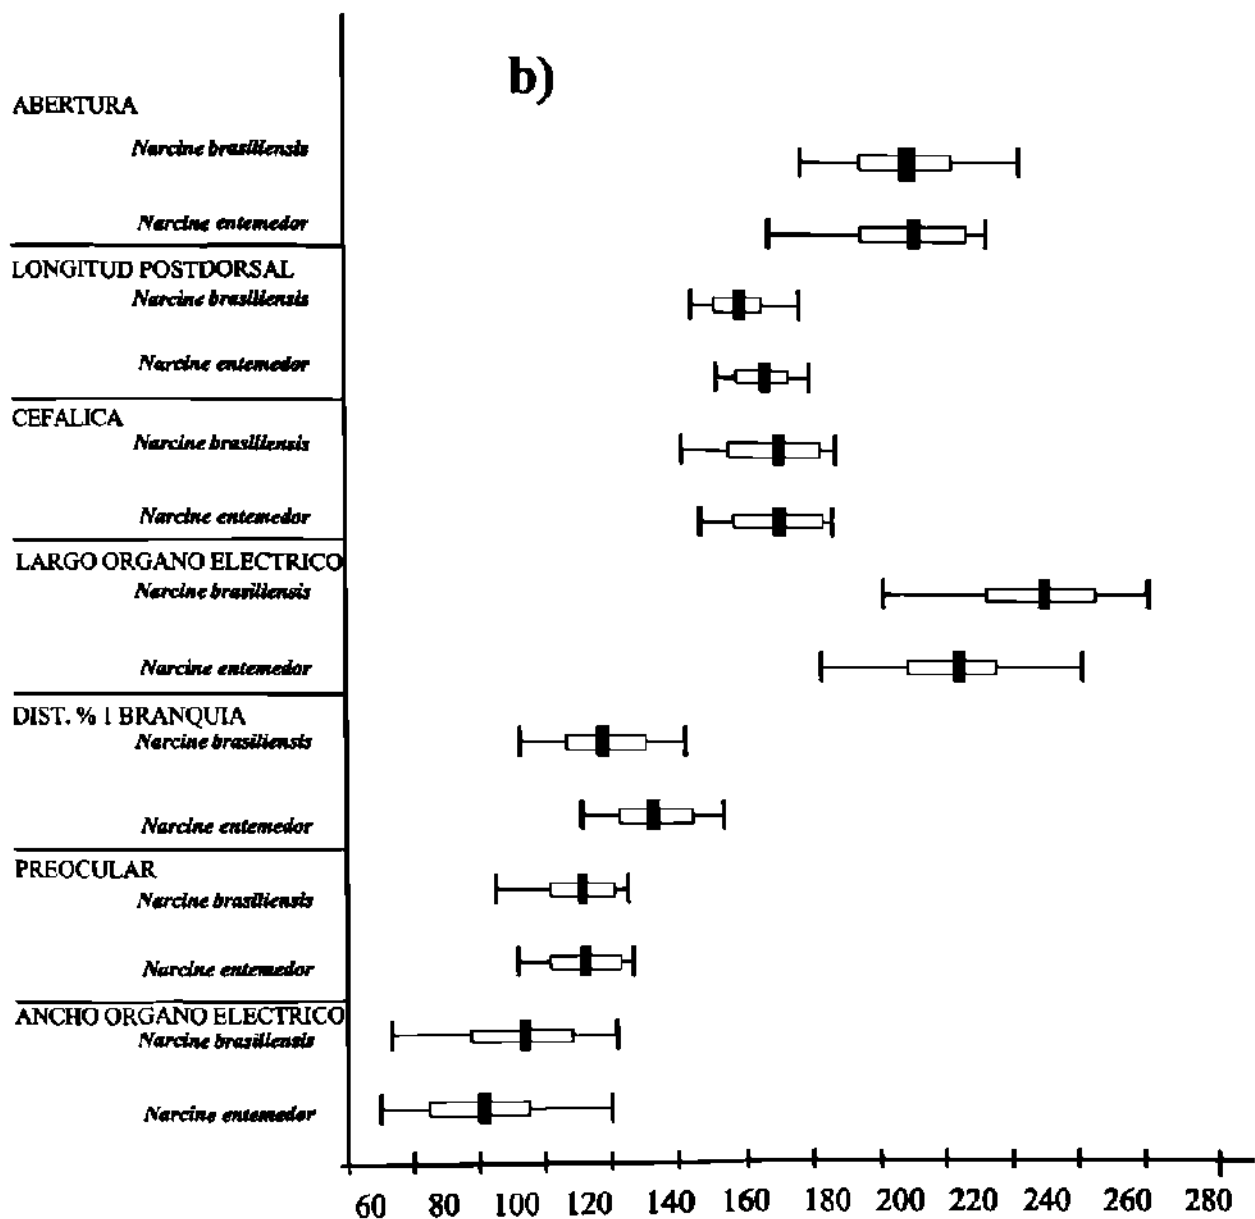 b)
ABERTURA
Narcine brasiliensis
Narcine entemedor
LONGITUD POSTDORSAL
Narcine brasiliensis
Narcine entemedor
CEFALICA
Narcine brasiliensis
Narcine entemedor
LARGO ORGANO ELECTRICO
Narcine brasiliensis
Narcine entemedor
DIST. % 1 BRANQUIA
Narcine brasiliensis
Narcine entemedor
PREOCULAR
Narcine brasiliensis
Narcine entemedor
ANCHO ORGANO ELECTRICO
Narcine brasiliensis
Narcine entemedor
60 80 100 120 140 160 180 200 220 240 260 280